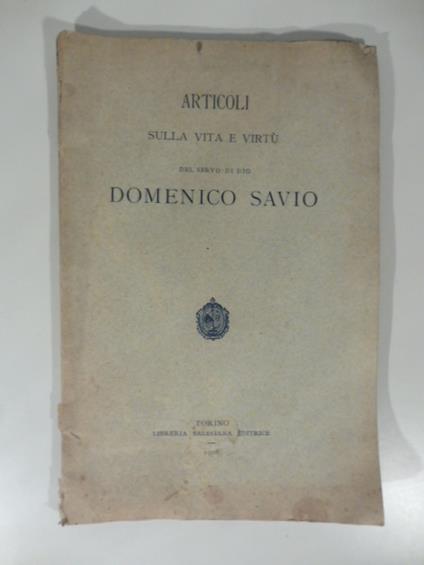 ARTICOLI
SULLA VITA E VIRTÙ
DEL SERVO DI DIO
DOMENICO SAVIO
TORINO
LIBRERIA SALESIANA EDITRICE